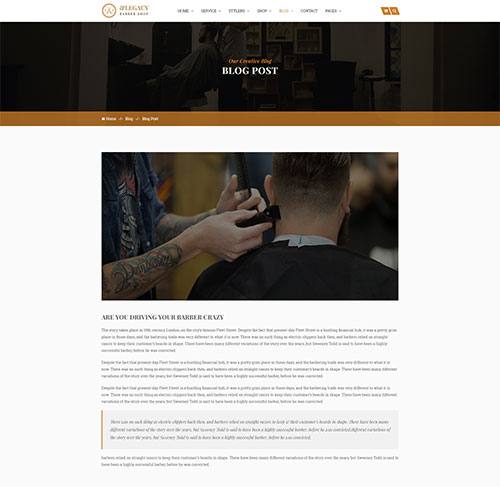 &LEGACY
BARBER SHOP
HOME SERVICE STYLERS SHOP BLOG CONTACT PAGES
Our Creative Blog
BLOG POST
Home Blog Blog Post
ARE YOU DRIVING YOUR BARBER CRAZY
The story takes place in 19th century London, on the city's famous Fleet Street. Despite the fact that present-day Fleet Street is a bustling financial hub, it was a pretty grim
place in those days, and the barbering trade was very different to what it is now. There was no such thing as electric clippers back then, and barbers relied on straight
razors to keep their customer's beards in shape. There have been many different variations of the story over the years, but Sweeney Todd is said to have been a highly
successful barber, before he was convicted.
Despite the fact that present-day Fleet Street is a bustling financial hub, it was a pretty grim place in those days, and the barbering trade was very different to what it is
now. There was no such thing as electric clippers back then, and barbers relied on straight razors to keep their customer's beards in shape. There have been many different
variations of the story over the years, but Sweeney Todd is said to have been a highly successful barber, before he was convicted.
Despite the fact that present-day Fleet Street is a bustling financial hub, it was a pretty grim place in those days, and the barbering trade was very different to what it is
now. There was no such thing as electric clippers back then, and barbers relied on straight razors to keep their customer's beards in shape. There have been many different
variations of the story over the years, but Sweeney Todd is said to have been a highly successful barber, before he was convicted.
There was no such thing as electric clippers back then, and barbers relied on straight razors to keep of their customer's beards in shape. There have been many
different variations of the story over the years, but Sweeney Todd is said to have been a highly successful barber, before he was convicted.different variations of
the story over the years, but Sweeney Todd is said to have been a highly successful barber, before he was convicted.
barbers relied on straight razors to keep their customer's beards in shape. There have been many different variations of the story over the years, but Sweeney Todd is said to
have been a highly successful barber, before he was convicted.